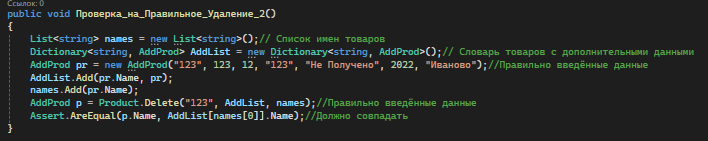 Ссылок: 0
public void Проверка_на_Правильное_Удаление_2()
{
List<string> names = new List<string>();// Список имен товаров
Dictionary<string, AddProd> AddList = new Dictionary<string, AddProd>();// Словарь товаров с дополнительными данными
AddProd pr = new AddProd("123", 123, 12, "123", "Не Получено", 2022, "Иваново");//Правильно введённые данные
AddList.Add(pr.Name, pr);
names.Add(pr.Name);
AddProd p = Product.Delete("123", AddList, names);//Правильно введённые данные
Assert.AreEqual(p.Name, AddList[names[0]].Name);//Должно совпадать
}